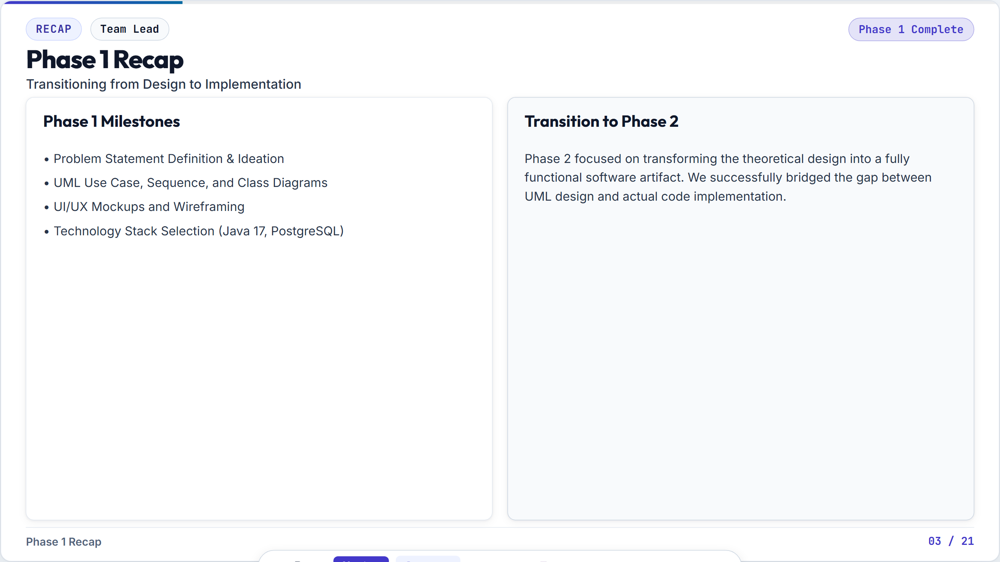 RECAP
Team Lead
Phase 1 Complete
Phase 1 Recap
Transitioning from Design to Implementation
Phase 1 Milestones
• Problem Statement Definition & Ideation
• UML Use Case, Sequence, and Class Diagrams
• UI/UX Mockups and Wireframing
• Technology Stack Selection (Java 17, PostgreSQL)
Transition to Phase 2
Phase 2 focused on transforming the theoretical design into a fully
functional software artifact. We successfully bridged the gap between
UML design and actual code implementation.
Phase 1 Recap
03 / 21